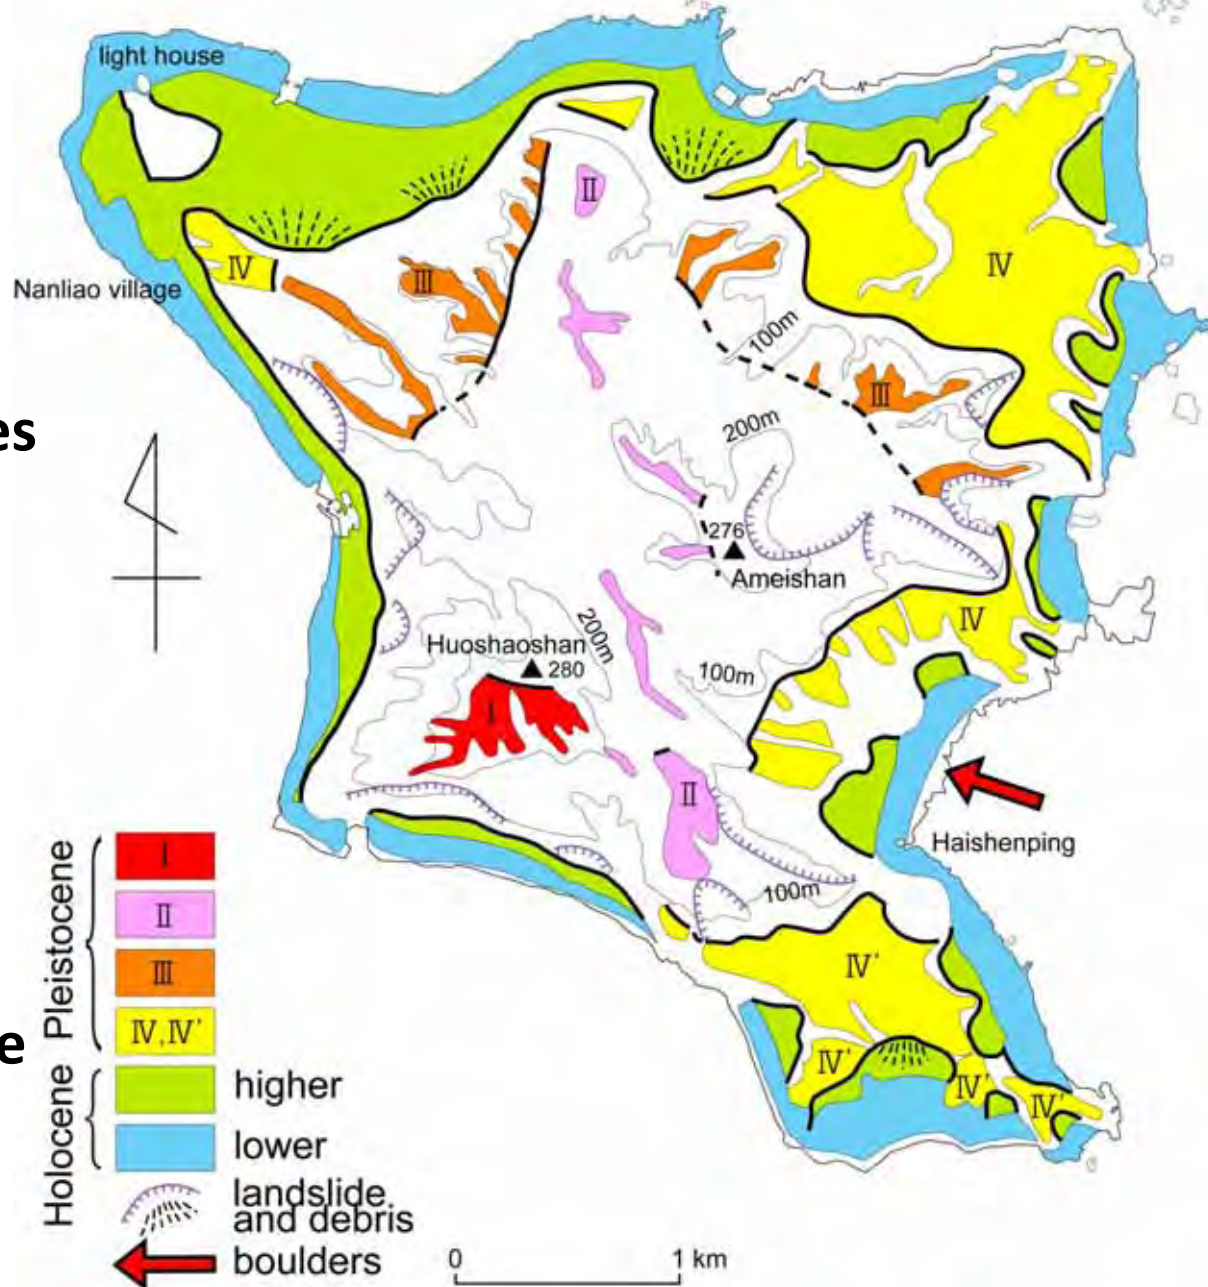 light house
II
IV
III
Nanliao village
IV
100m
es
III
200m
276
Ameishan
200m
IV
Huoshaoshan
280
100m
I
II
Haishenping
100m
IV'
IV'
IV'
IV'
Pleistocene
I
II
III
IV, IV'
e
Holocene
higher
lower
landslide
and debris
boulders
0 1 km